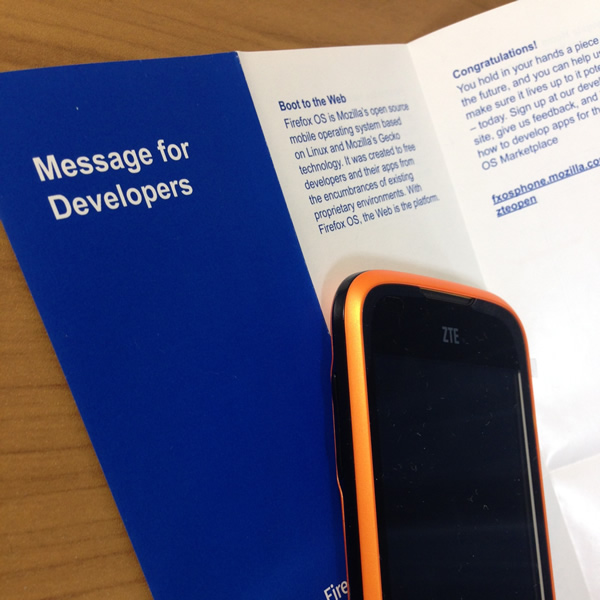 Message for
Developers
Boot to the Web
Firefox OS is Mozilla's open source
mobile operating system based
on Linux and Mozilla's Gecko
technology. It was created to free
developers and their apps from
the encumbrances of existing
proprietary environments. With
Firefox OS, the Web is the platform.
Congratulations!
You hold in your hands a piece
the future, and you can help us
make sure it lives up to it pote
– today. Sign up at our deve
site, give us feedback, and
how to develop apps for th
OS Marketplace
fxosphone.mozilla.co
zteopen
ZTE
Fire